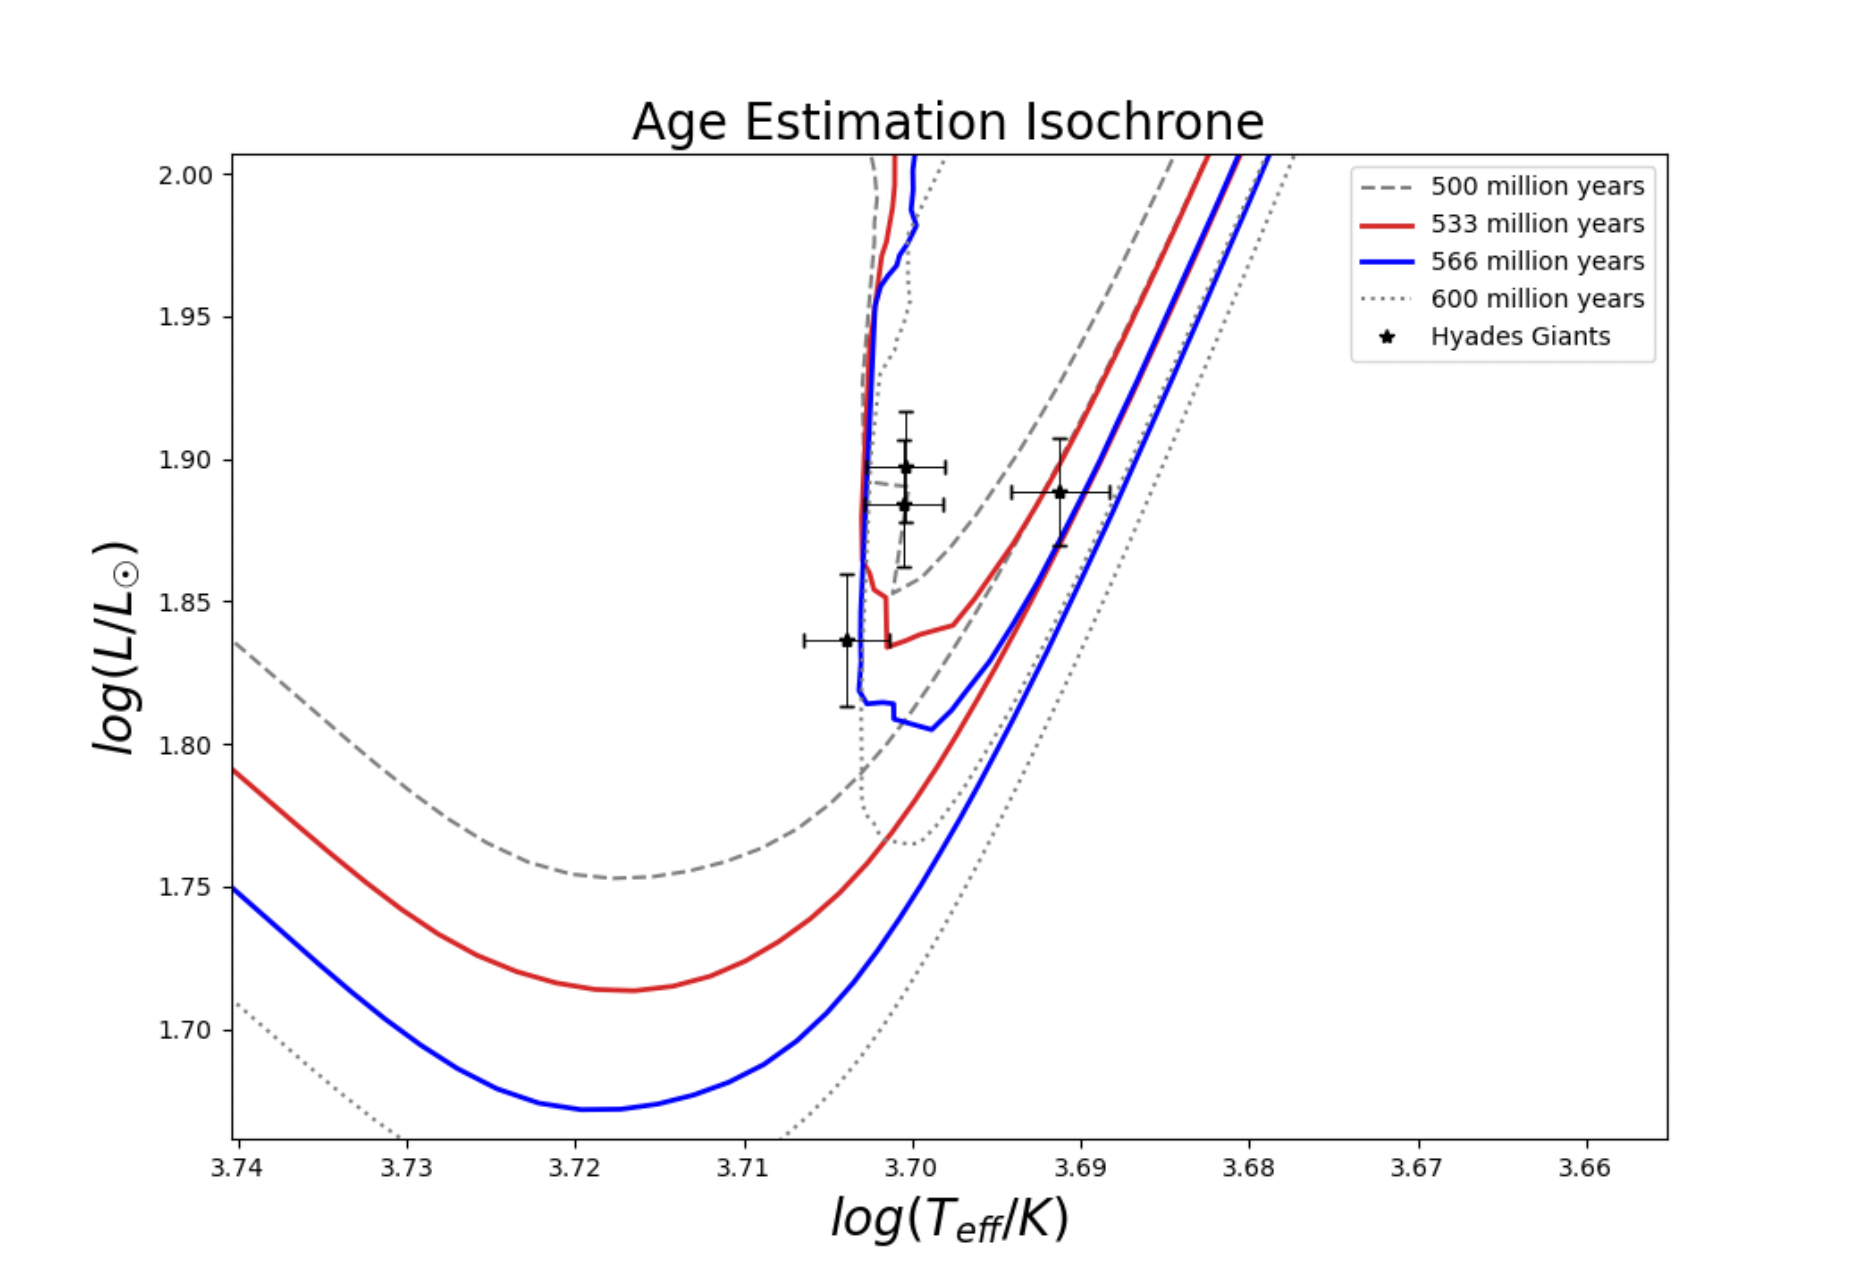 Age Estimation Isochrone
2.00
1.95
1.90
1.85
1.80
1.75
1.70
log(L/L☉)
500 million years
533 million years
566 million years
600 million years
Hyades Giants
3.74 3.73 3.72 3.71 3.70 3.69 3.68 3.67 3.66
log(Teff/K)